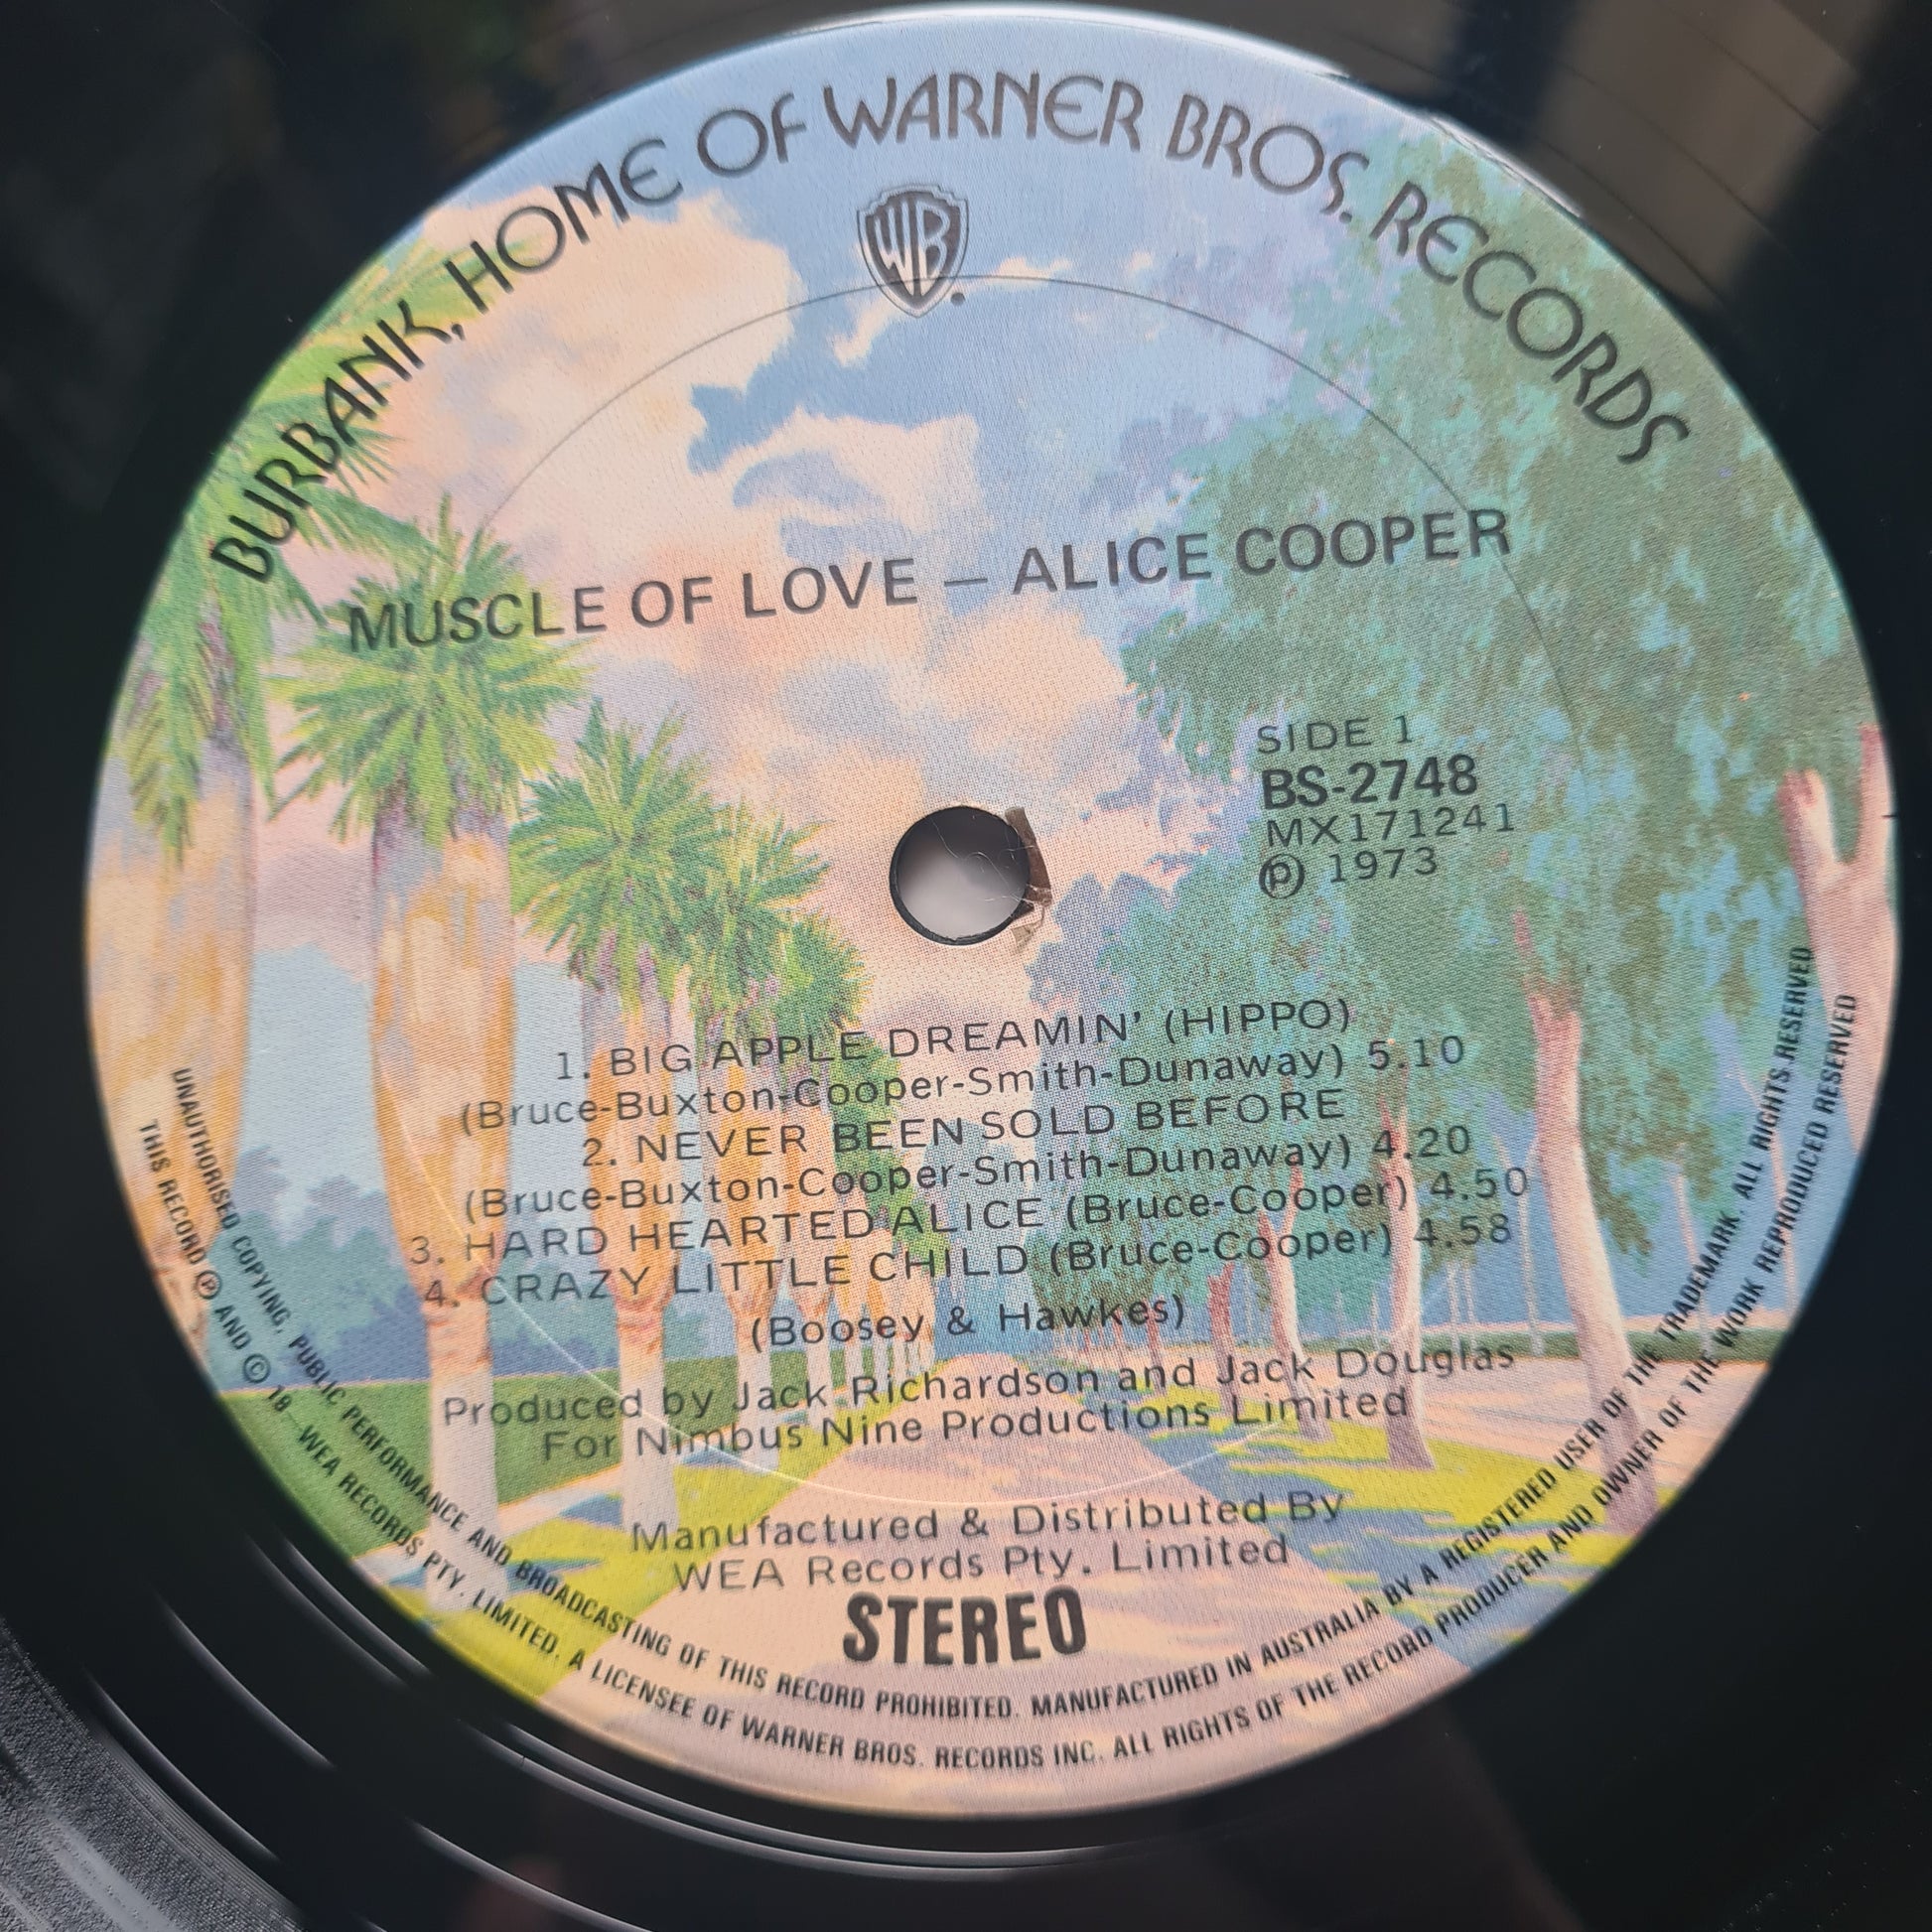 BURBANK, HOME OF WARNER BROS. RECORDS
WB
MUSCLE OF LOVE — ALICE COOPER
SIDE 1
BS-2748
MX171241
℗ 1973
1. BIG APPLE DREAMIN' (HIPPO)
(Bruce-Buxton-Cooper-Smith-Dunaway) 5.10
2. NEVER BEEN SOLD BEFORE
(Bruce-Buxton-Cooper-Smith-Dunaway) 4.20
3. HARD HEARTED ALICE (Bruce-Cooper) 4.50
4. CRAZY LITTLE CHILD (Bruce-Cooper) 4.58
(Boosey & Hawkes)
Produced by Jack Richardson and Jack Douglas
For Nimbus Nine Productions Limited
Manufactured & Distributed By
WEA Records Pty. Limited
STEREO
UNAUTHORISED COPYING, PUBLIC PERFORMANCE AND BROADCASTING OF THIS RECORD PROHIBITED. MANUFACTURED IN AUSTRALIA BY A REGISTERED USER OF THE TRADEMARK. ALL RIGHTS RESERVED
THIS RECORD ℗ AND © 19 — WEA RECORDS PTY. LIMITED. A LICENSEE OF WARNER BROS. RECORDS INC. ALL RIGHTS OF THE RECORD PRODUCER AND OWNER OF THE WORK REPRODUCED RESERVED